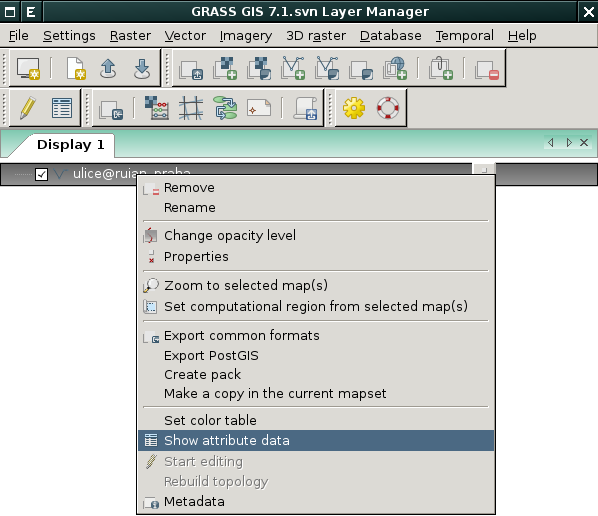 GRASS GIS 7.1.svn Layer Manager
File Settings Raster Vector Imagery 3D raster Database Temporal Help
Display 1
ulice@ruian_praha
Remove
Rename
Change opacity level
Properties
Zoom to selected map(s)
Set computational region from selected map(s)
Export common formats
Export PostGIS
Create pack
Make a copy in the current mapset
Set color table
Show attribute data
Start editing
Rebuild topology
Metadata